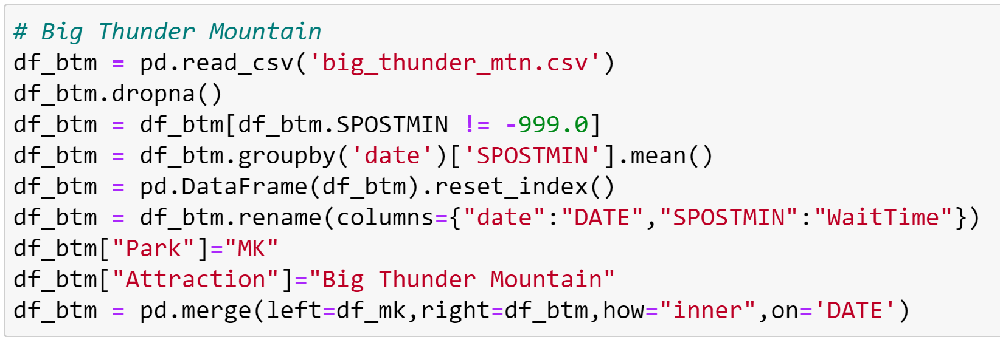 # Big Thunder Mountain
df_btm = pd.read_csv('big_thunder_mtn.csv')
df_btm.dropna()
df_btm = df_btm[df_btm.SPOSTMIN != -999.0]
df_btm = df_btm.groupby('date')['SPOSTMIN'].mean()
df_btm = pd.DataFrame(df_btm).reset_index()
df_btm = df_btm.rename(columns={"date":"DATE","SPOSTMIN":"WaitTime"})
df_btm["Park"]="MK"
df_btm["Attraction"]="Big Thunder Mountain"
df_btm = pd.merge(left=df_mk,right=df_btm,how="inner",on='DATE')